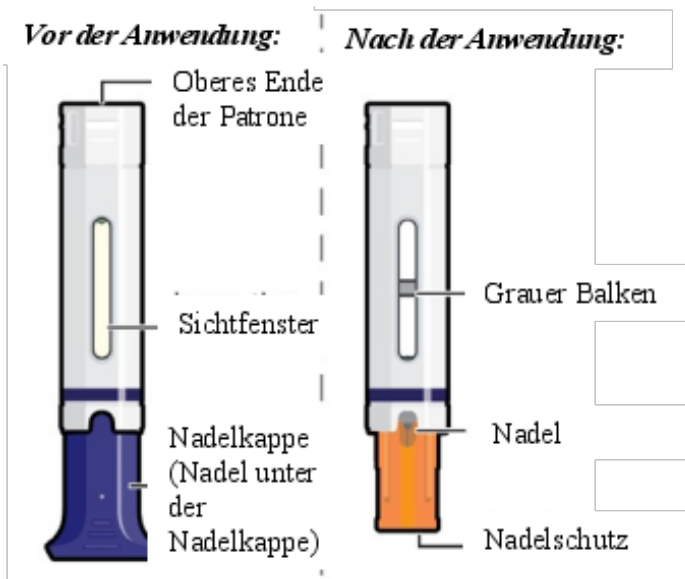 Vor der Anwendung:
Oberes Ende
der Patrone
Sichtfenster
Nadelkappe
(Nadel unter
der
Nadelkappe)
Nach der Anwendung:
Grauer Balken
Nadel
Nadelschutz